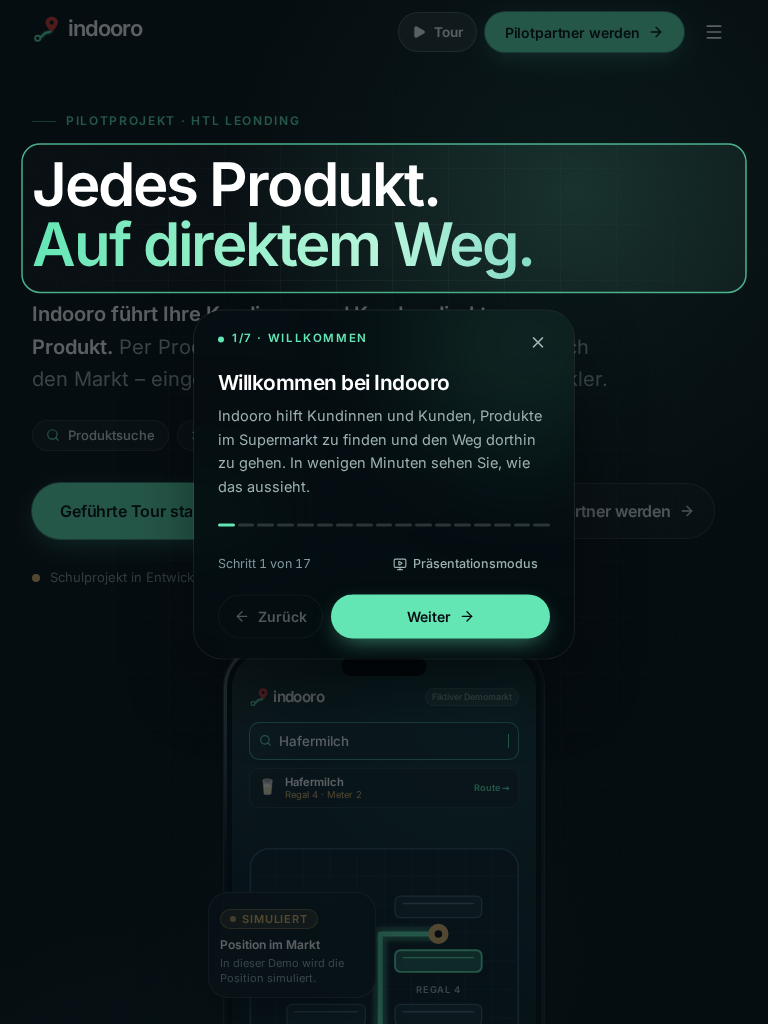 indooro
Tour
Pilotpartner werden
PILOTPROJEKT · HTL LEONDING
Jedes Produkt.
Auf direktem Weg.
Indooro führt Ihre
Produkt. Per
den Markt –
1/7 · WILLKOMMEN
Willkommen bei Indooro
Indooro hilft Kundinnen und Kunden, Produkte
im Supermarkt zu finden und den Weg dorthin
zu gehen. In wenigen Minuten sehen Sie, wie
das aussieht.
Produktsuche
Geführte Tour
werden
Schritt 1 von 17
Präsentationsmodus
Schulprojekt in
Zurück
Weiter
indooro
Fiktiver Demomarkt
Hafermilch
Hafermilch
Regal 4 · Meter 2
Route→
SIMULIERT
Position im Markt
In dieser Demo wird die
Position simuliert.
REGAL 4